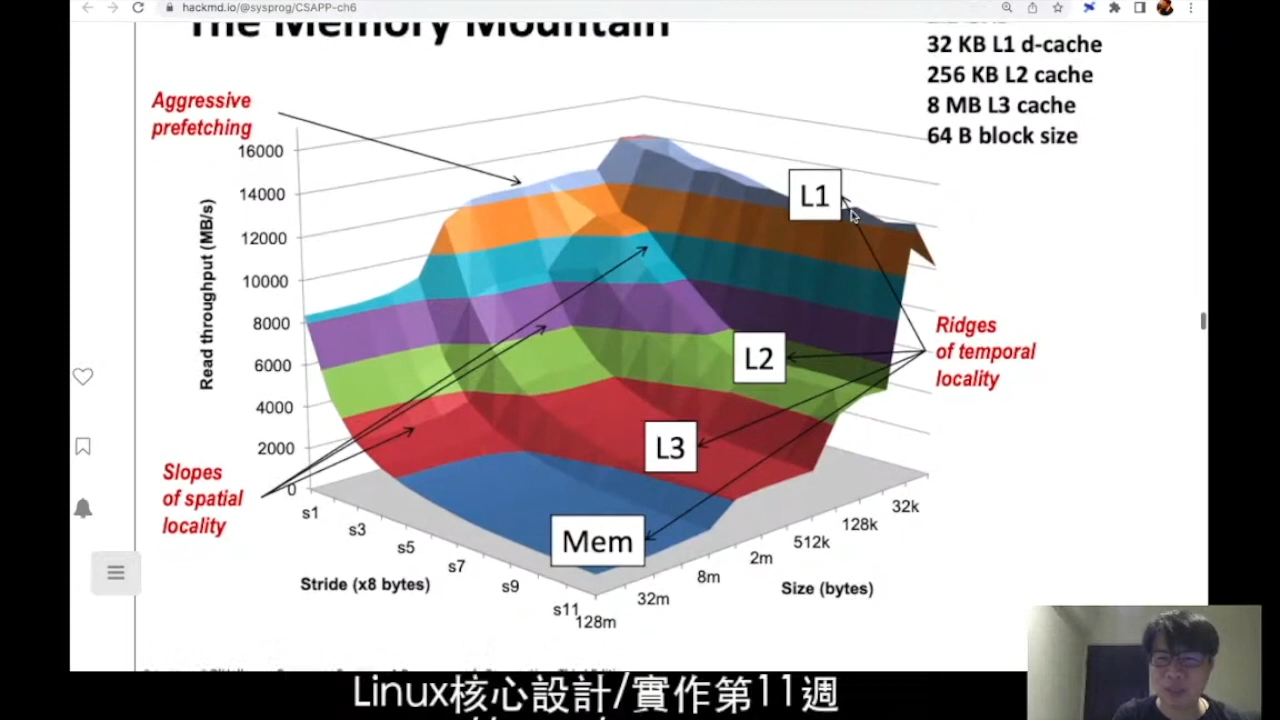 hackmd.io/@sysprog/CSAPP-ch6
The Memory Mountain
32 KB L1 d-cache
256 KB L2 cache
8 MB L3 cache
64 B block size
Aggressive
prefetching
16000
14000
12000
10000
8000
6000
4000
2000
0
Read throughput (MB/s)
L1
L2
L3
Mem
Ridges
of temporal
locality
Slopes
of spatial
locality
s1
s3
s5
s7
s9
s11
Stride (x8 bytes)
128m
32m
8m
2m
512k
128k
32k
Size (bytes)
Linux核心設計/實作第11週